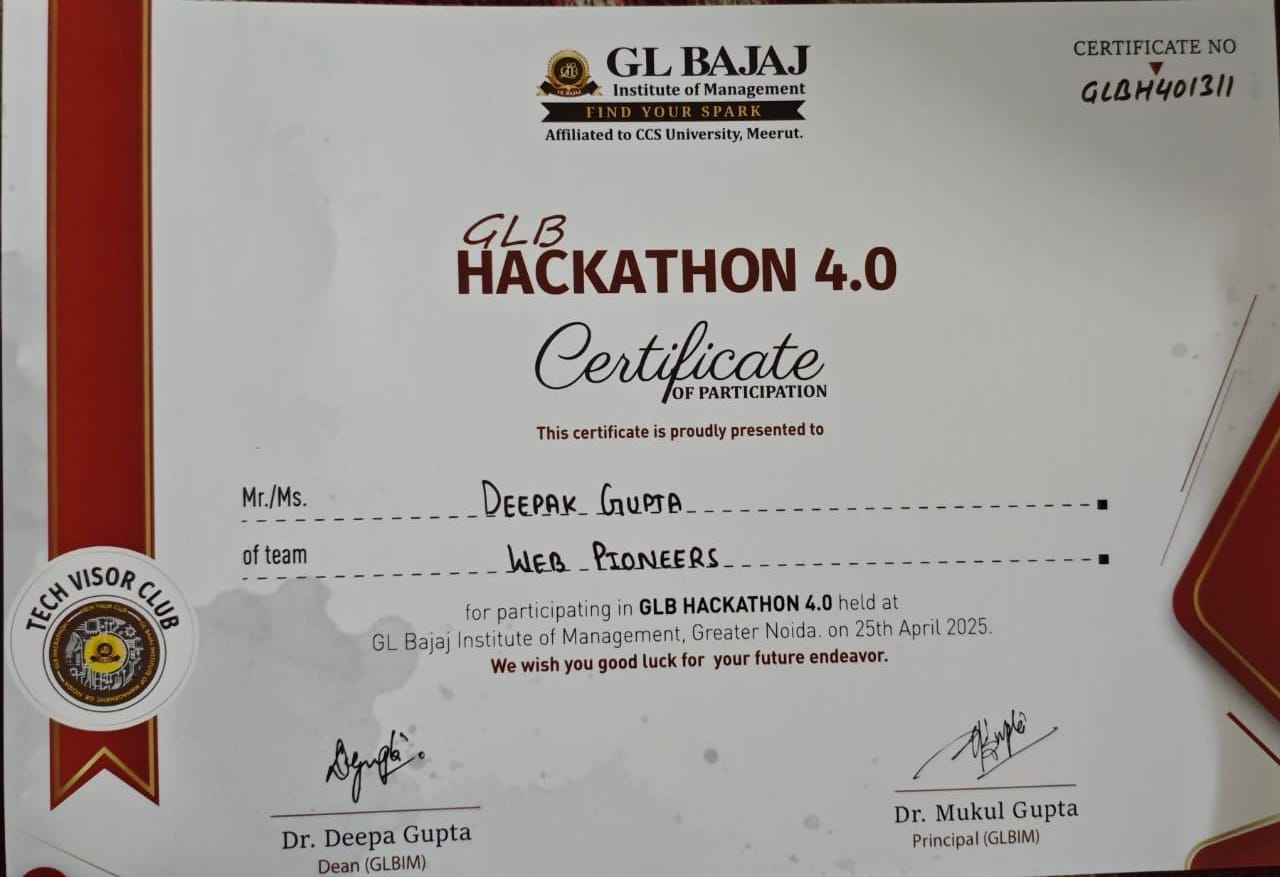 GL BAJAJ
Institute of Management
FIND YOUR SPARK
Affiliated to CCS University, Meerut.
CERTIFICATE NO
GLBH401311
GLB
HACKATHON 4.0
Certificate
OF PARTICIPATION
This certificate is proudly presented to
Mr./Ms. DEEPAK GUPTA
of team WEB PIONEERS
for participating in GLB HACKATHON 4.0 held at
GL Bajaj Institute of Management, Greater Noida. on 25th April 2025.
We wish you good luck for your future endeavor.
TECH VISOR CLUB
Dr. Deepa Gupta
Dean (GLBIM)
Dr. Mukul Gupta
Principal (GLBIM)